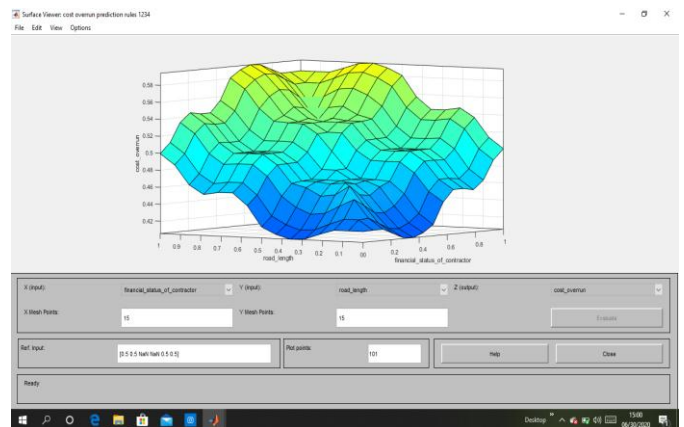 Surface Viewer: cost overrun prediction rules 1234
File Edit View Options
0.58
0.56
0.54
0.52
0.5
0.48
0.46
0.44
0.42
cost_overrun
1 0.9 0.8 0.7 0.6 0.5 0.4 0.3 0.2 0.1 00 0.2 0.4 0.6 0.8 1
road_length financial_status_of_contractor
X (input): financial_status_of_contractor Y (input): road_length Z (output): cost_overrun
X Mesh Points: 15 Y Mesh Points: 15 Evaluate
Ref. Input: [0.5 0.5 NaN NaN 0.5 0.5] Plot points: 101 Help Close
Ready
Desktop 15:00
06/30/2020